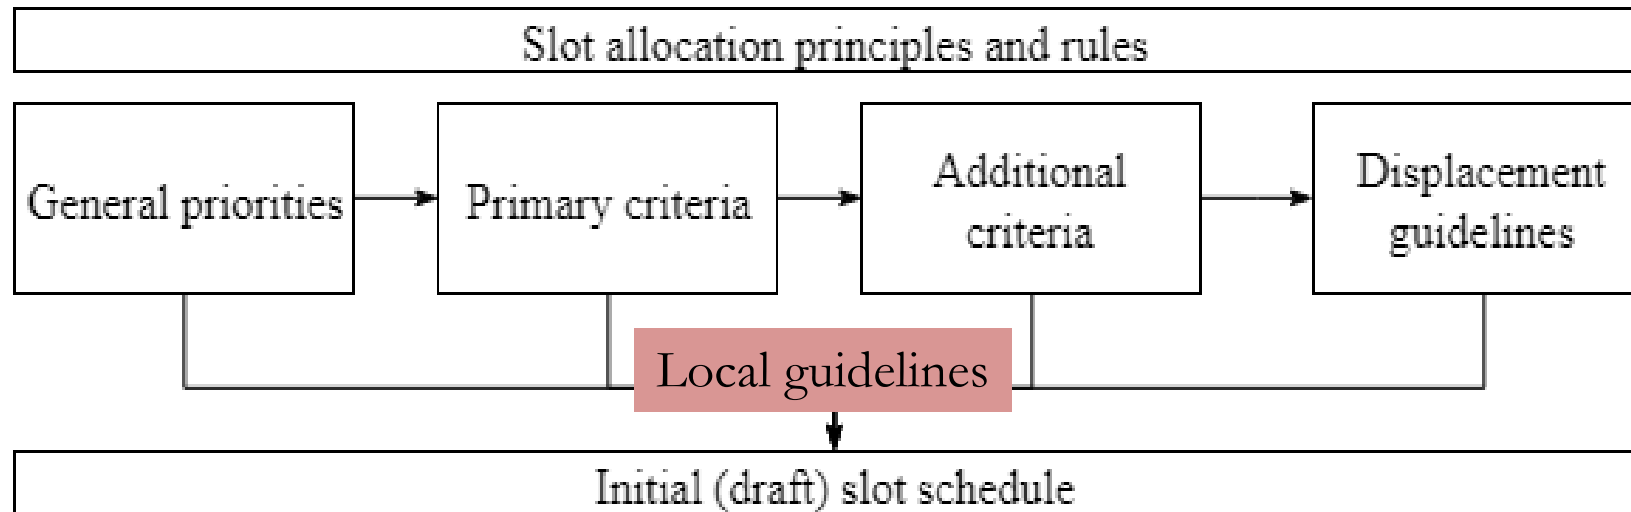 Slot allocation principles and rules
General priorities
Primary criteria
Additional
criteria
Displacement
guidelines
Local guidelines
Initial (draft) slot schedule